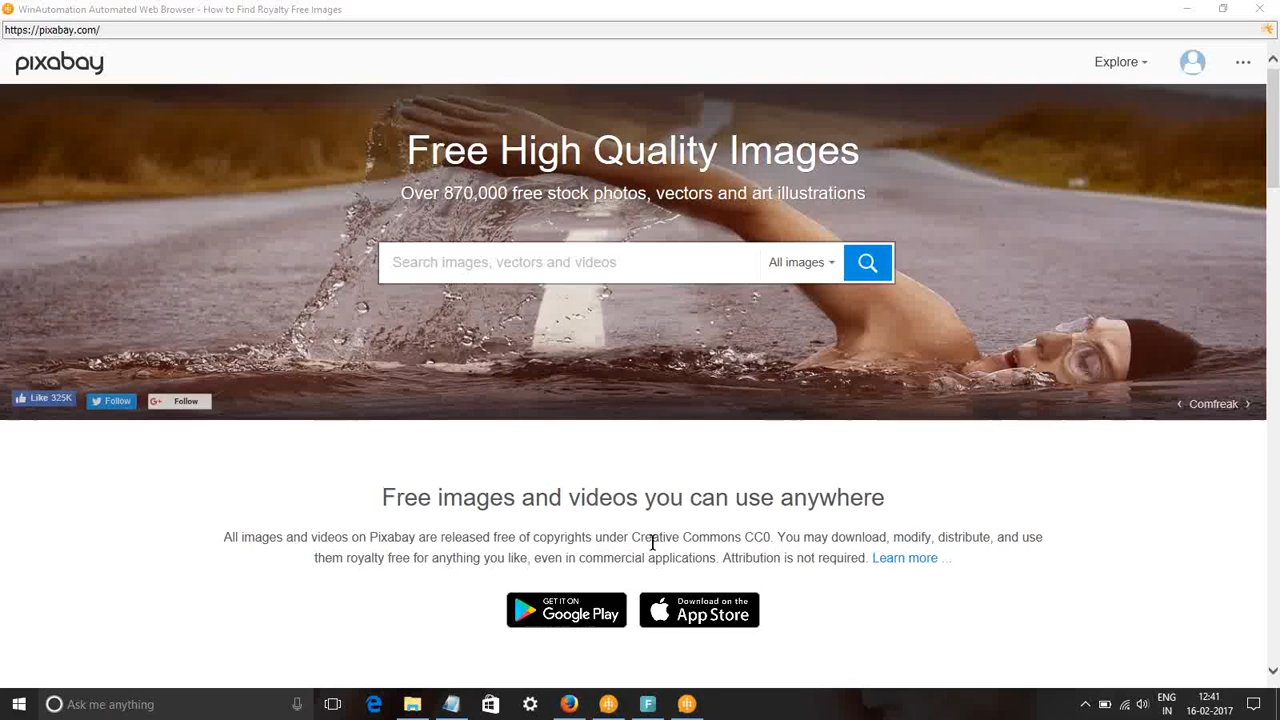 WinAutomation Automated Web Browser - How to Find Royalty Free Images
https://pixabay.com/
pixabay
Explore
Free High Quality Images
Over 870,000 free stock photos, vectors and art illustrations
Search images, vectors and videos
All images
Like 325K
Follow
G+ Follow
Comfreak
Free images and videos you can use anywhere
All images and videos on Pixabay are released free of copyrights under Creative Commons CC0. You may download, modify, distribute, and use
them royalty free for anything you like, even in commercial applications. Attribution is not required. Learn more ...
GET IT ON
Google Play
Download on the
App Store
Ask me anything
ENG
IN
12:41
16-02-2017